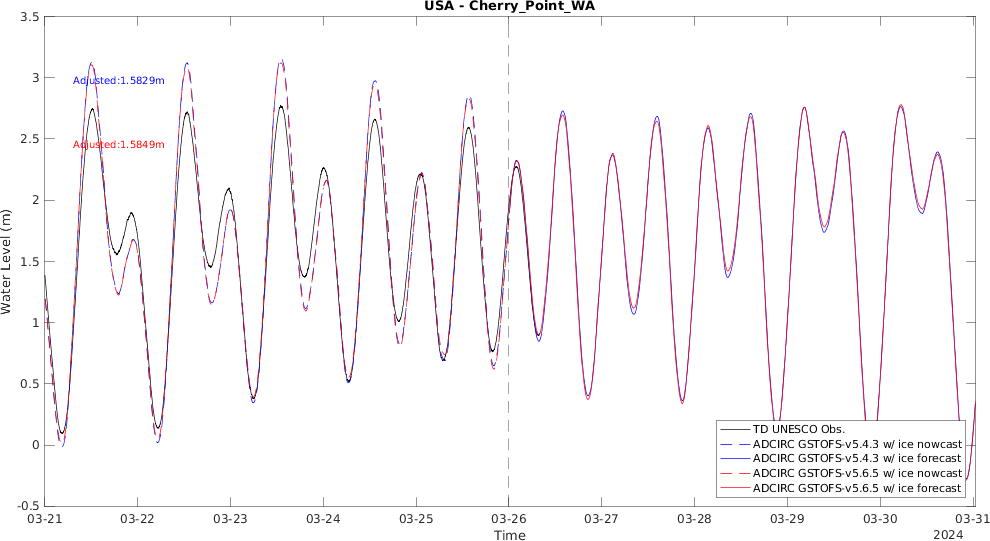 USA - Cherry_Point_WA
3.5
3
2.5
2
1.5
1
0.5
0
-0.5
Water Level (m)
Adjusted:1.5829m
Adjusted:1.5849m
TD UNESCO Obs.
ADCIRC GSTOFS-v5.4.3 w/ ice nowcast
ADCIRC GSTOFS-v5.4.3 w/ ice forecast
ADCIRC GSTOFS-v5.6.5 w/ ice nowcast
ADCIRC GSTOFS-v5.6.5 w/ ice forecast
03-21 03-22 03-23 03-24 03-25 03-26 03-27 03-28 03-29 03-30 03-31
Time
2024